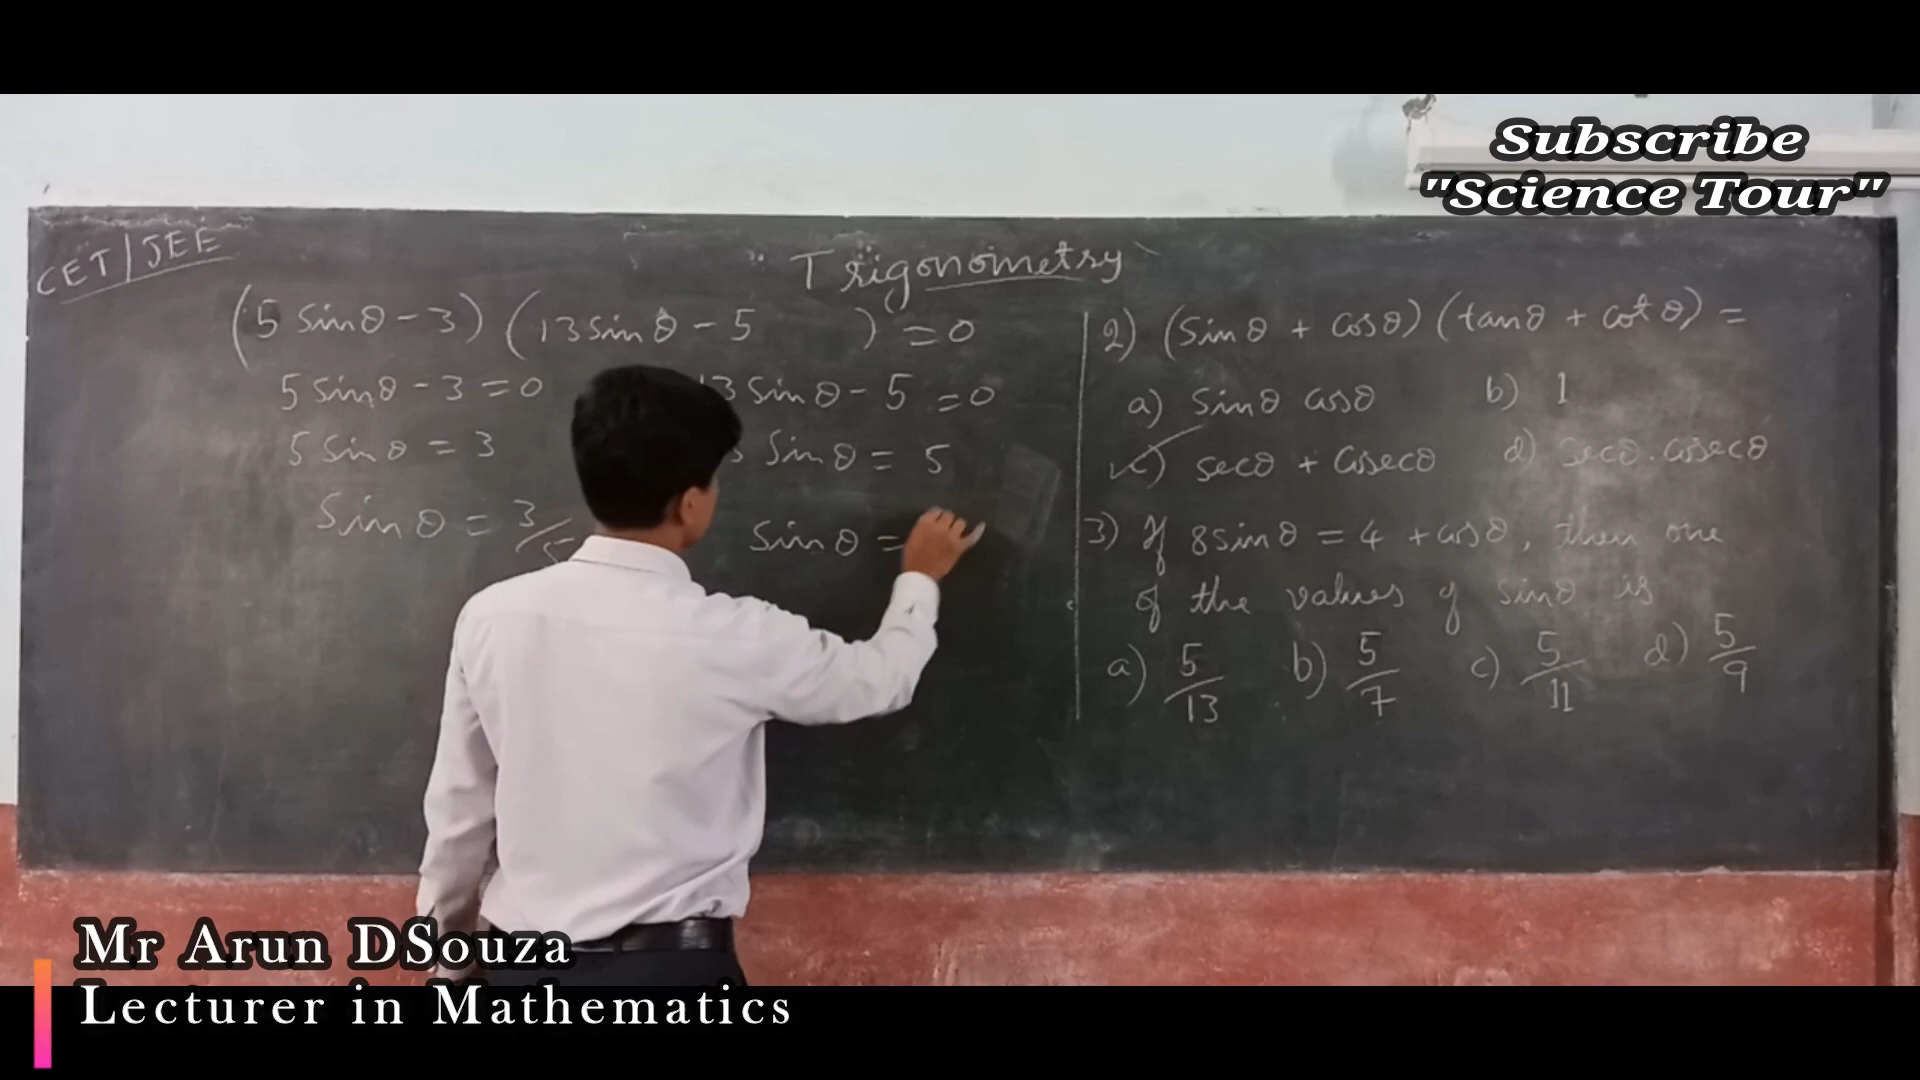 Subscribe
"Science Tour"
CET/JEE
Trigonometry
(5 sinθ - 3) (13 sinθ - 5 ) = 0
5 sinθ - 3 = 0
13 sinθ - 5 = 0
5 sinθ = 3
3 sinθ = 5
sinθ = 3/5
sinθ =
2) (sinθ + cosθ) (tanθ + cotθ) =
a) sinθ cosθ b) 1
c) secθ + cosecθ d) secθ . cosecθ
3) If 8 sinθ = 4 + cosθ, then one
of the values of sinθ is
a) 5/13 b) 5/7 c) 5/11 d) 5/9
Mr Arun DSouza
Lecturer in Mathematics